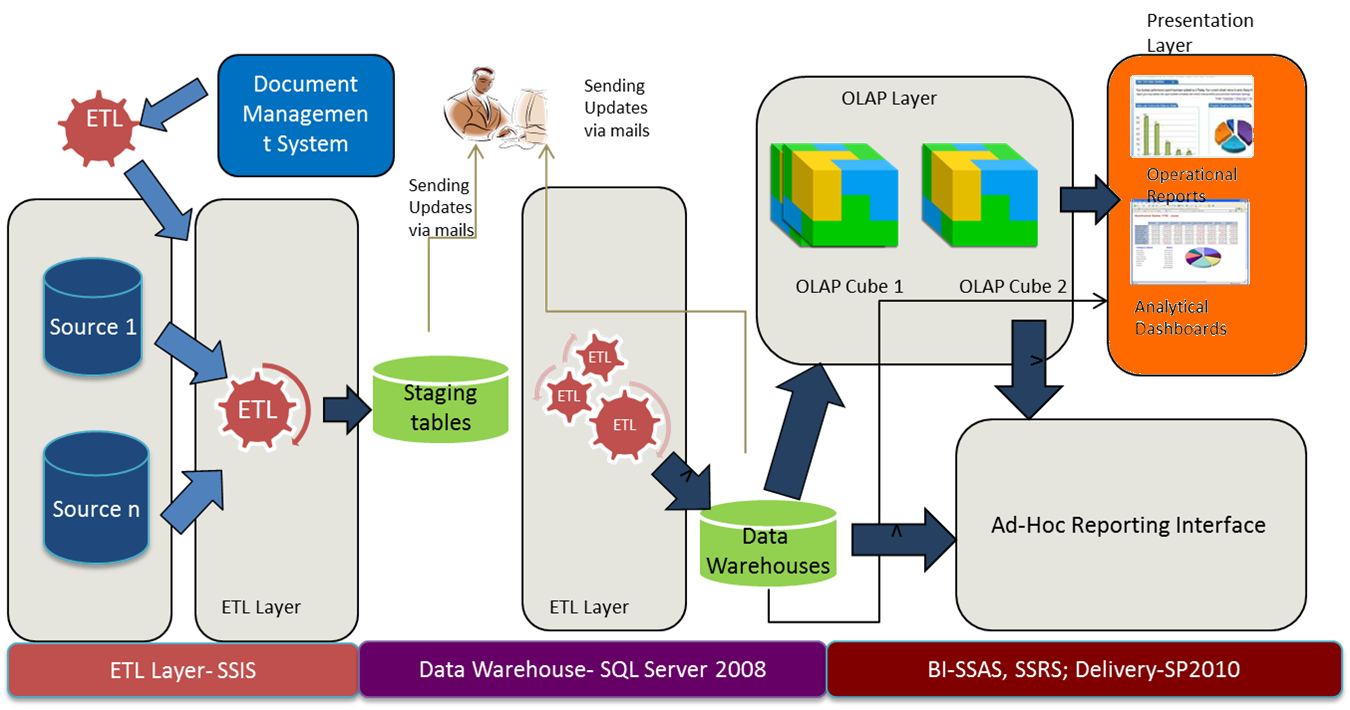 Presentation
Layer
Document
Managemen
t System
ETL
Sending
Updates
via mails
OLAP Layer
Operational
Reports
Sending
Updates
via mails
OLAP Cube 1
OLAP Cube 2
Analytical
Dashboards
Source 1
ETL
Staging
tables
ETL
ETL
ETL
Source n
Data
Warehouses
Ad-Hoc Reporting Interface
ETL Layer
ETL Layer
ETL Layer- SSIS
Data Warehouse- SQL Server 2008
BI-SSAS, SSRS; Delivery-SP2010